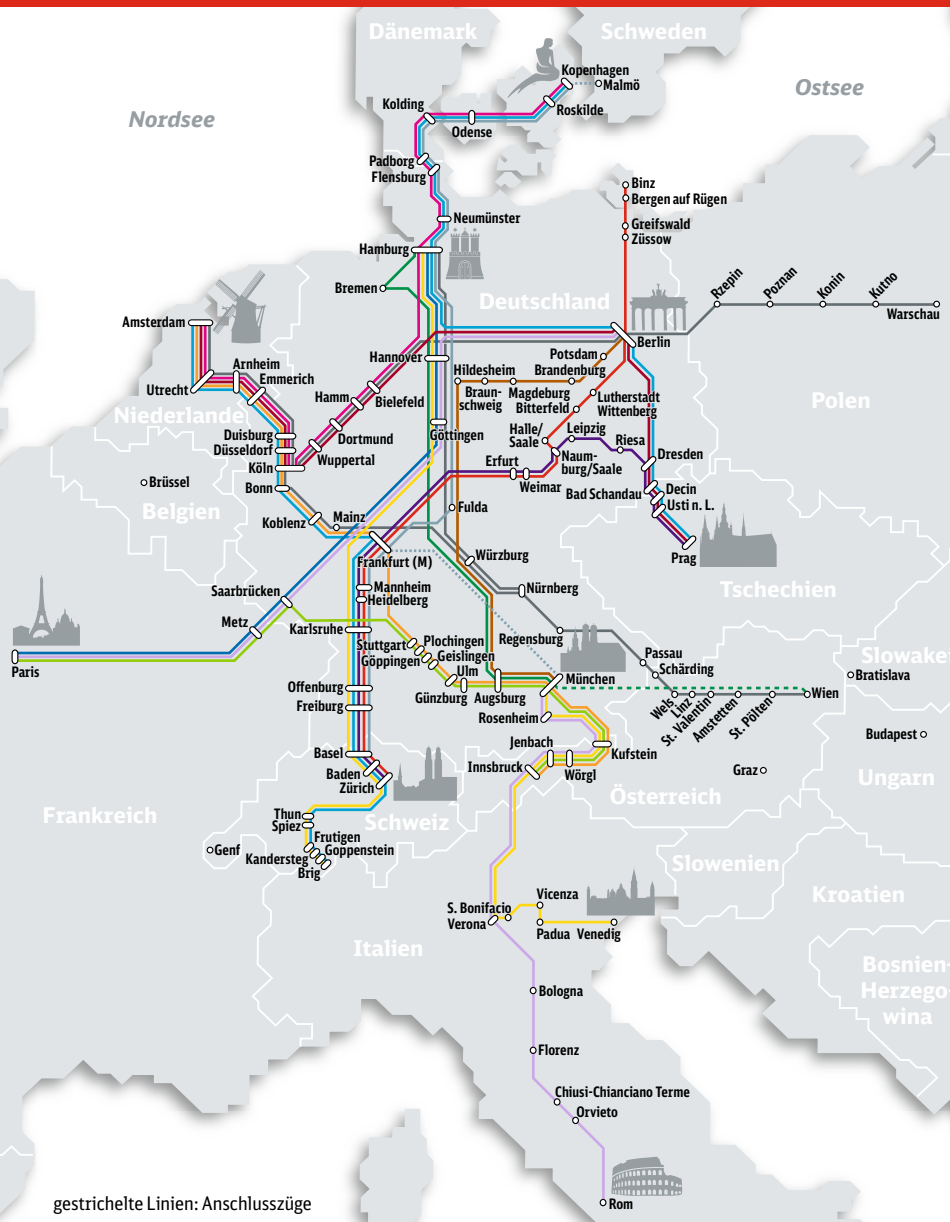 Dänemark
Schweden
Kopenhagen
Malmö
Ostsee
Nordsee
Kolding
Roskilde
Odense
Padborg
Flensburg
Binz
Bergen auf Rügen
Neumünster
Greifswald
Züssow
Hamburg
Bremen
Deutschland
Rzepin
Poznan
Konin
Kutno
Warschau
Amsterdam
Berlin
Hannover
Potsdam
Brandenburg
Hildesheim
Arnheim
Emmerich
Utrecht
Niederlande
Hamm
Bielefeld
Braun-
schweig
Magdeburg
Bitterfeld
Lutherstadt
Wittenberg
Polen
Duisburg
Düsseldorf
Köln
Dortmund
Wuppertal
Göttingen
Halle/
Saale
Leipzig
Riesa
Dresden
Naum-
burg/Saale
Erfurt
Weimar
Brüssel
Bonn
Bad Schandau
Decin
Usti n. L.
Belgien
Koblenz
Mainz
Fulda
Prag
Frankfurt (M)
Würzburg
Tschechien
Saarbrücken
Mannheim
Heidelberg
Nürnberg
Metz
Karlsruhe
Stuttgart
Göppingen
Plochingen
Geislingen
Ulm
Regensburg
Passau
Schärding
Slowakei
Bratislava
Paris
Offenburg
Freiburg
Günzburg
Augsburg
München
Wels
Linz
St. Valentin
Amstetten
St. Pölten
Wien
Rosenheim
Budapest
Basel
Baden
Zürich
Jenbach
Innsbruck
Wörgl
Kufstein
Graz
Ungarn
Österreich
Frankreich
Thun
Spiez
Schweiz
Frutigen
Goppenstein
Kandersteg
Brig
Genf
Slowenien
Kroatien
S. Bonifacio
Verona
Vicenza
Padua
Venedig
Italien
Bosnien-
Herzego-
wina
Bologna
Florenz
Chiusi-Chianciano Terme
Orvieto
Rom
gestrichelte Linien: Anschlusszüge